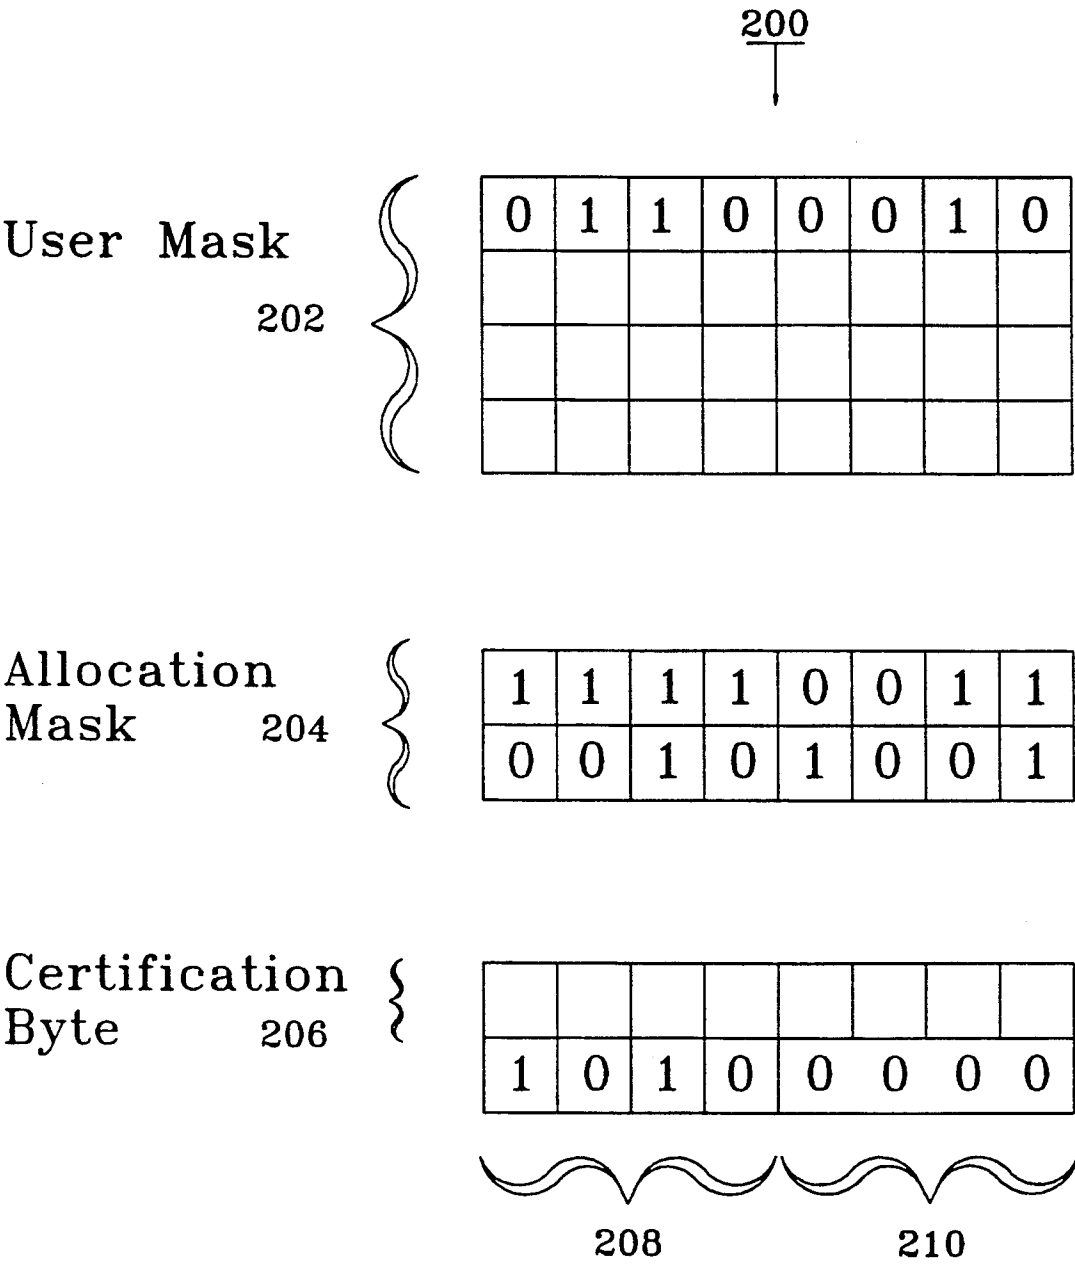 200
User Mask
202
0 1 1 0 0 0 1 0
Allocation
Mask 204
1 1 1 1 0 0 1 1
0 0 1 0 1 0 0 1
Certification
Byte 206
1 0 1 0 0 0 0 0
208 210